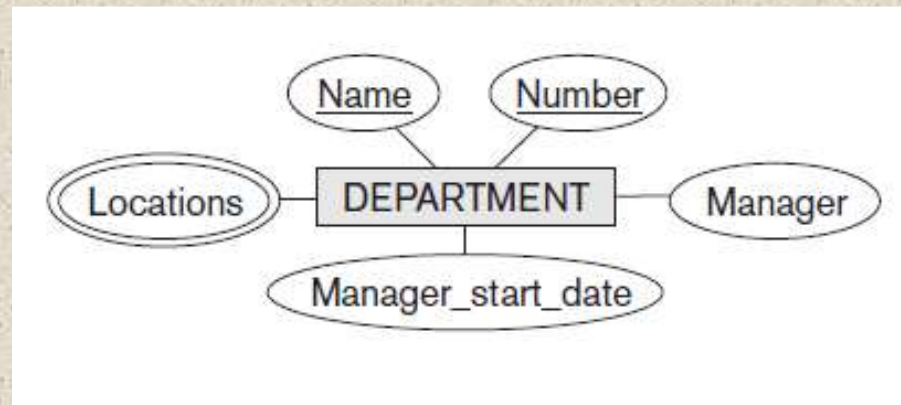 Name
Number
Locations
DEPARTMENT
Manager
Manager_start_date